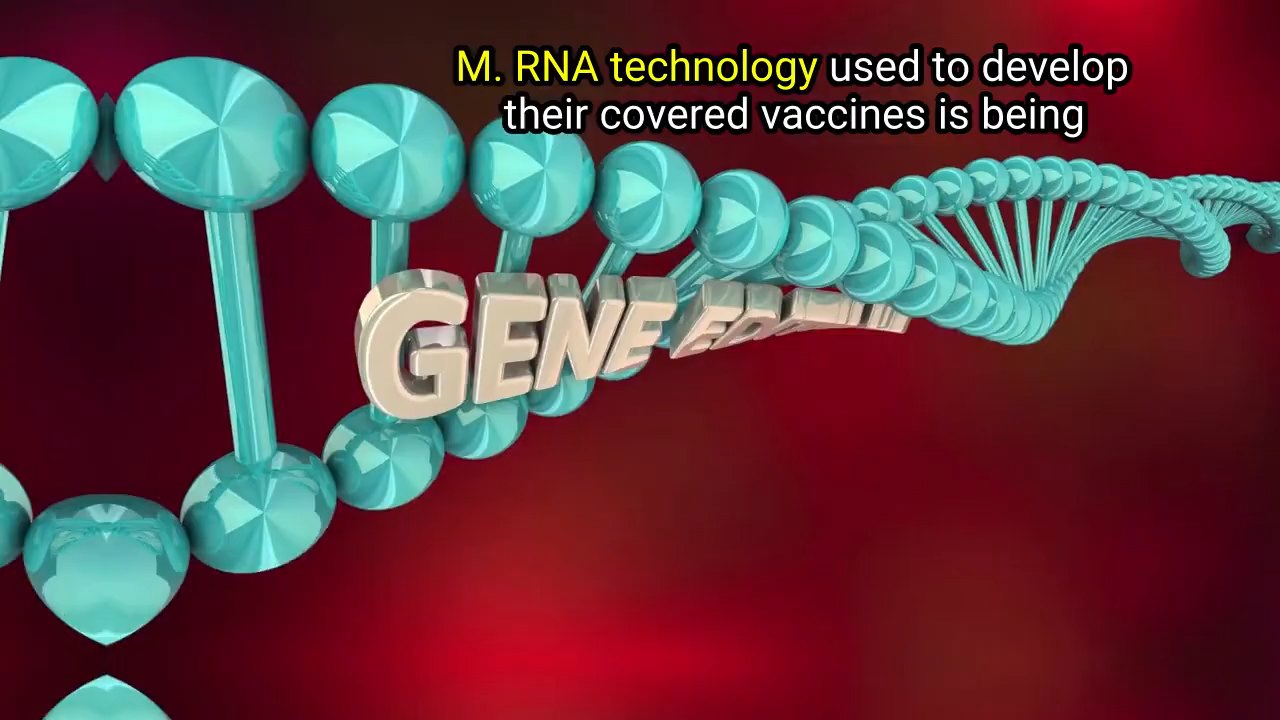 M. RNA technology used to develop
their covered vaccines is being
GENE